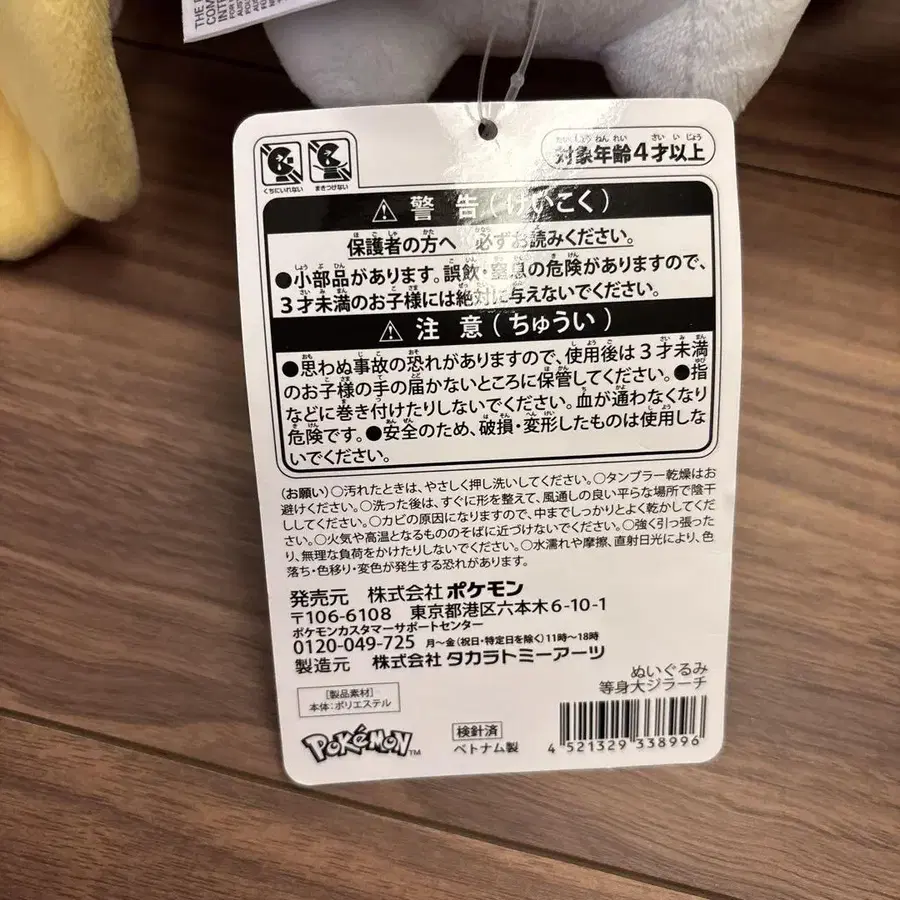 くちにいれない
まきつけない
対象年齢4才以上
警告(けいこく)
保護者の方へ 必ずお読みください。
●小部品があります。誤飲・窒息の危険がありますので、
3才未満のお子様には絶対に与えないでください。
注意(ちゅうい)
●思わぬ事故の恐れがありますので、使用後は3才未満
のお子様の手の届かないところに保管してください。●指
などに巻き付けたりしないでください。血が通わなくなり
危険です。●安全のため、破損・変形したものは使用しな
いでください。
(お願い)○汚れたときは、やさしく押し洗いしてください。○タンブラー乾燥はお
避けください。○洗った後は、すぐに形を整えて、風通しの良い平らな場所で陰干
ししてください。○カビの原因になりますので、中までしっかりとよく乾かしてくだ
さい。○火気や高温となるもののそばに近づけないでください。○強く引っ張った
り、無理な負荷をかけたりしないでください。○水濡れや摩擦、直射日光により、色
落ち・色移り・変色が発生する恐れがあります。
発売元 株式会社ポケモン
〒106-6108 東京都港区六本木6-10-1
ポケモンカスタマーサポートセンター
0120-049-725 月～金(祝日・特定日を除く)11時～18時
製造元 株式会社タカラトミーアーツ
ぬいぐるみ
等身大ジラーチ
[製品素材]
本体:ポリエステル
POKéMON™
検針済
ベトナム製
4 521329 338996